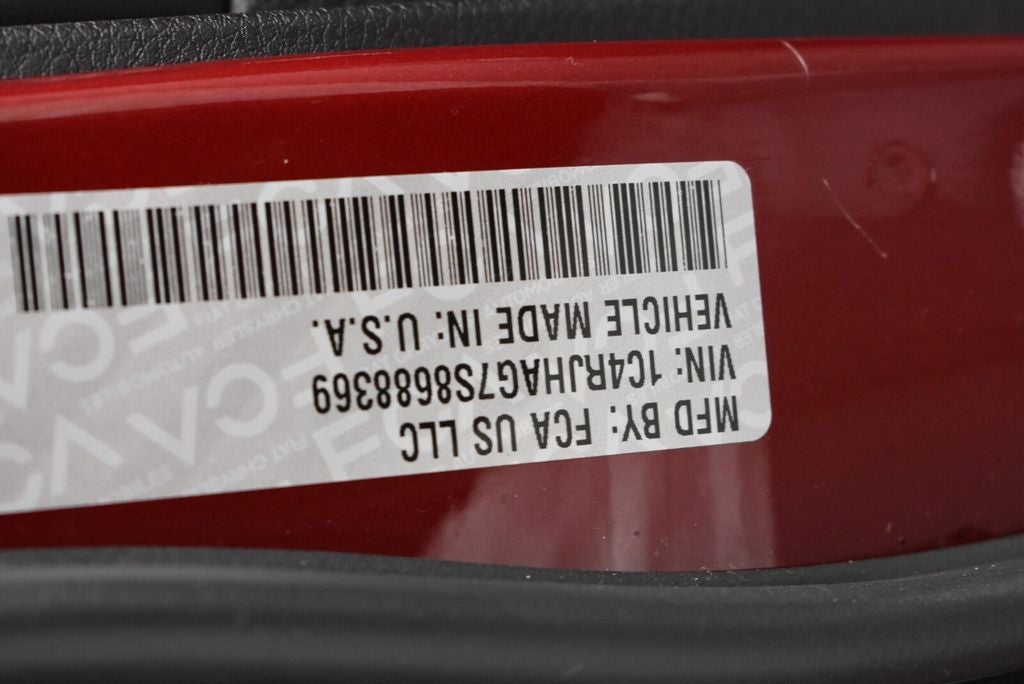 MFD BY: FCA US LLC
VIN: 1C4RJHAG7S8688369
VEHICLE MADE IN: U.S.A.